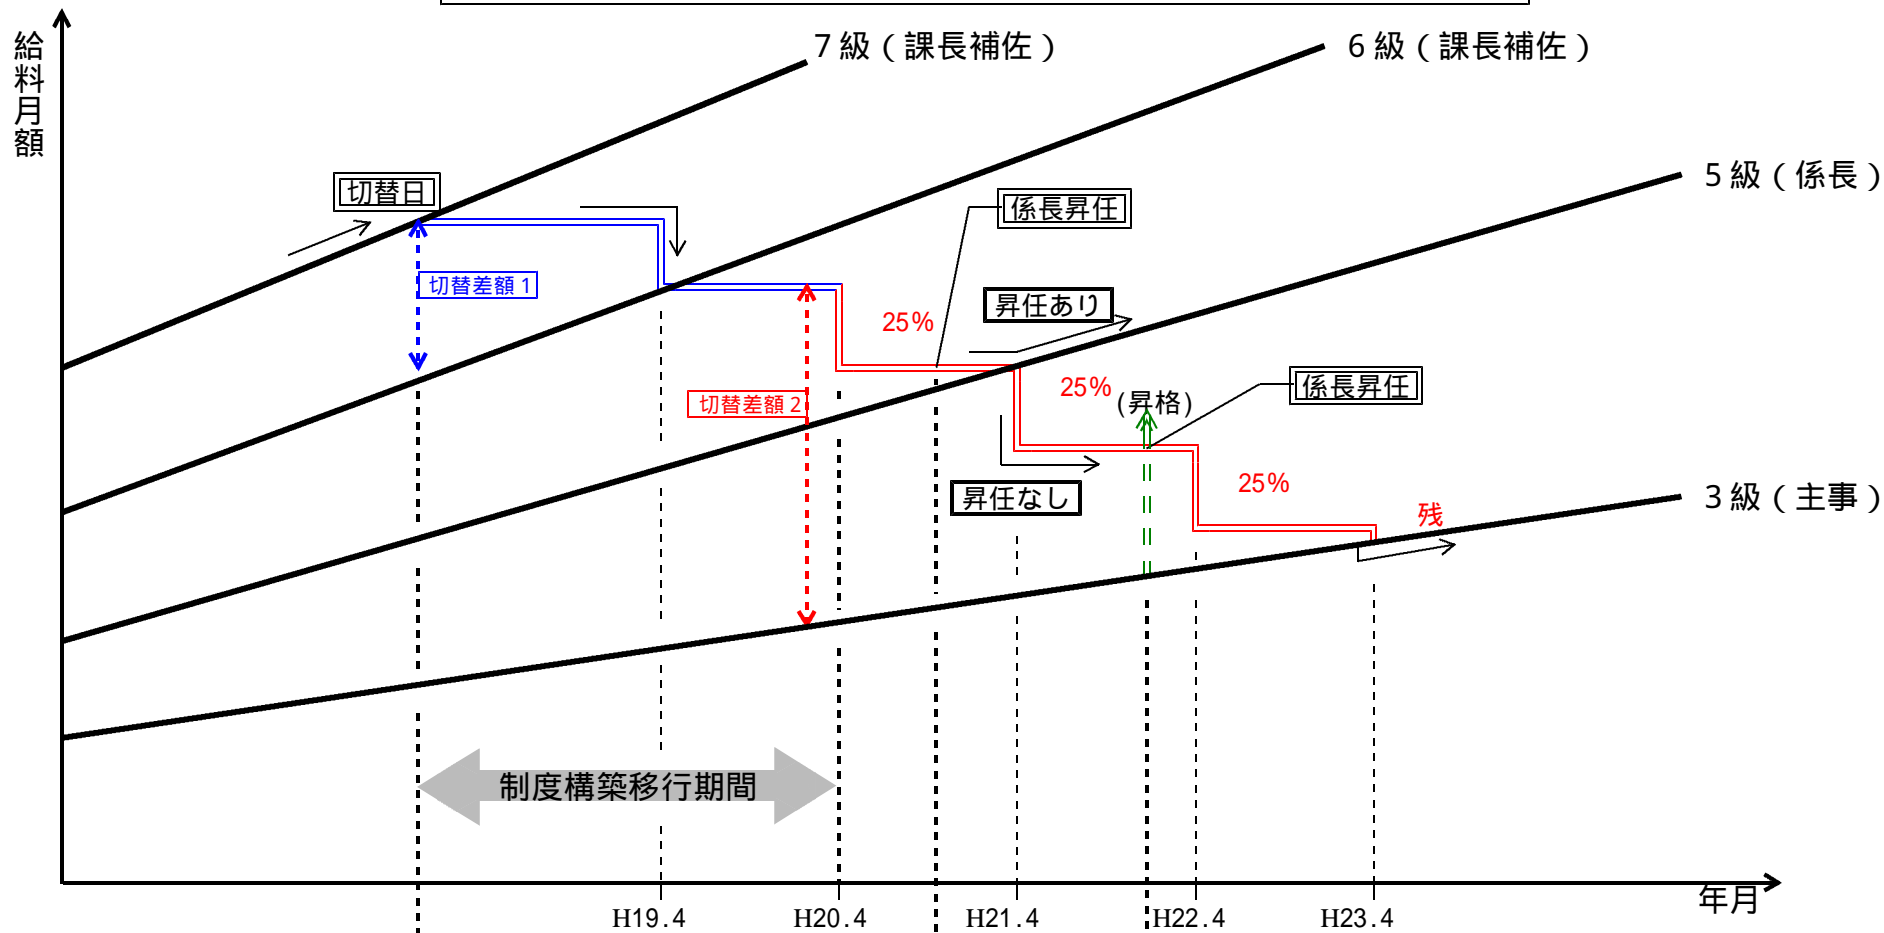 給料月額
7級（課長補佐）
6級（課長補佐）
5級（係長）
切替日
係長昇任
切替差額1
昇任あり
25%
切替差額2
25%
(昇格)
係長昇任
昇任なし
25%
残
3級（主事）
制度構築移行期間
年月
H19.4
H20.4
H21.4
H22.4
H23.4